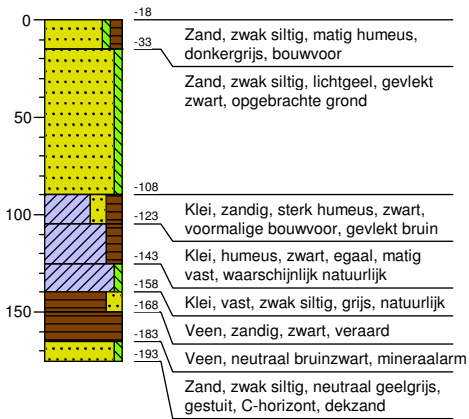 0
50
100
150
-18
Zand, zwak siltig, matig humeus,
donkergrijs, bouwvoor
-33
Zand, zwak siltig, lichtgeel, gevlekt
zwart, opgebrachte grond
-108
Klei, zandig, sterk humeus, zwart,
voormalige bouwvoor, gevlekt bruin
-123
Klei, humeus, zwart, egaal, matig
vast, waarschijnlijk natuurlijk
-143
Klei, vast, zwak siltig, grijs, natuurlijk
-158
Veen, zandig, zwart, veraard
-168
Veen, neutraal bruinzwart, mineraalarm
-183
Zand, zwak siltig, neutraal geelgrijs,
gestuit, C-horizont, dekzand
-193